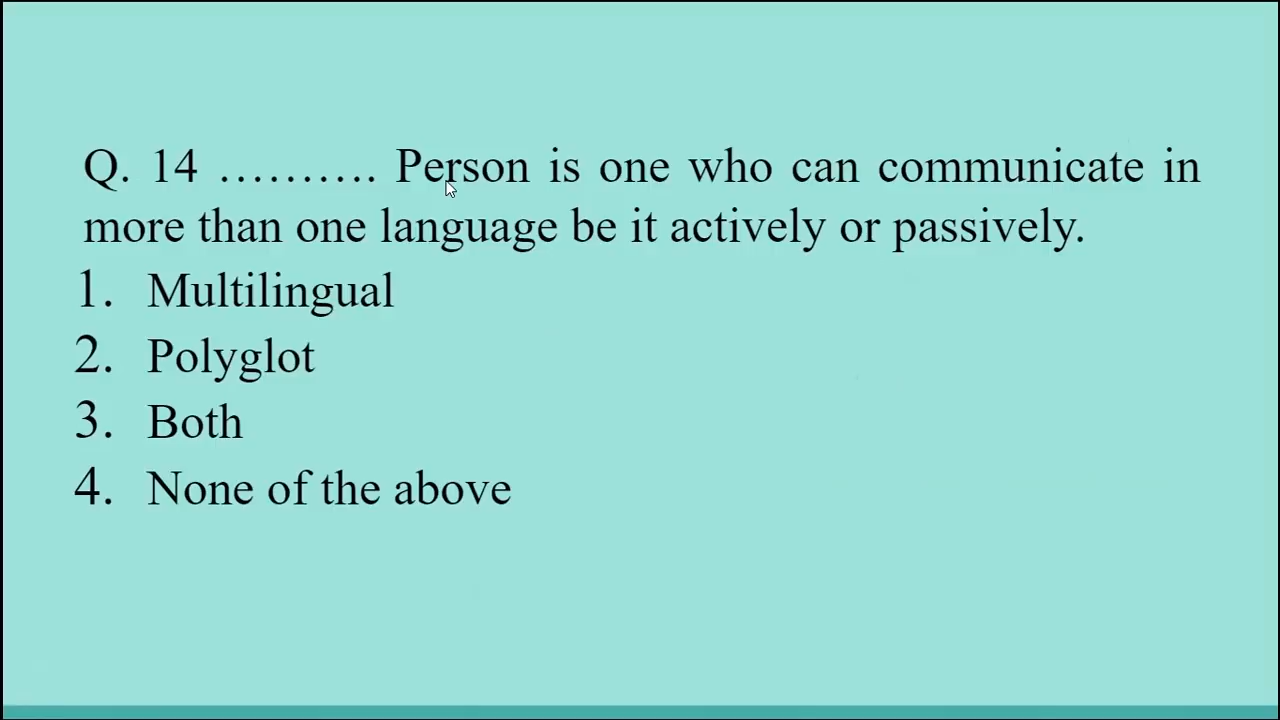 Q. 14 .......... Person is one who can communicate in
more than one language be it actively or passively.
1. Multilingual
2. Polyglot
3. Both
4. None of the above